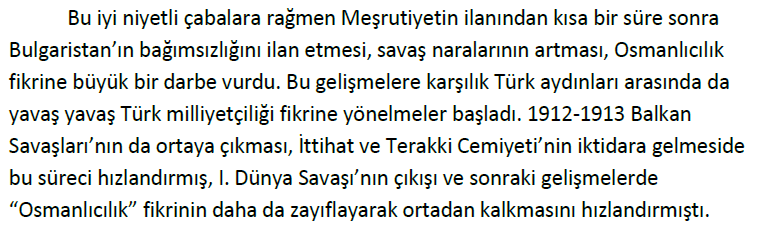 Bu iyi niyetli çabalara rağmen Meşrutiyetin ilanından kısa bir süre sonra
Bulgaristan’ın bağımsızlığını ilan etmesi, savaş naralarının artması, Osmanlıcılık
fikrine büyük bir darbe vurdu. Bu gelişmelere karşılık Türk aydınları arasında da
yavaş yavaş Türk milliyetçiliği fikrine yönelmeler başladı. 1912-1913 Balkan
Savaşları’nın da ortaya çıkması, İttihat ve Terakki Cemiyeti’nin iktidara gelmeside
bu süreci hızlandırmış, I. Dünya Savaşı’nın çıkışı ve sonraki gelişmelerde
“Osmanlıcılık” fikrinin daha da zayıflayarak ortadan kalkmasını hızlandırmıştı.